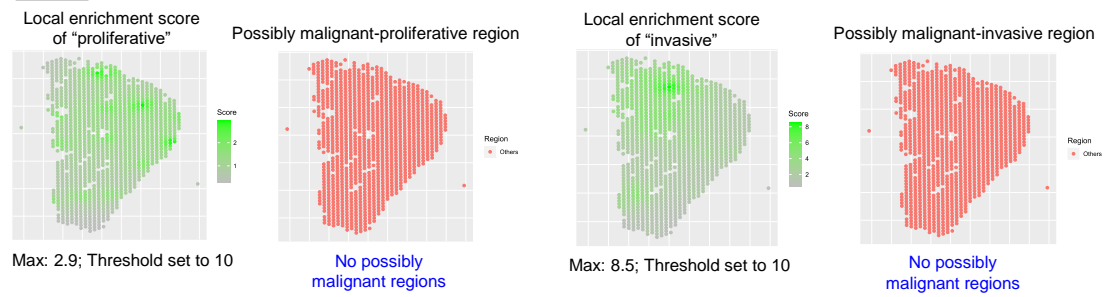 Local enrichment score
of “proliferative”
Score
2
1
Max: 2.9; Threshold set to 10
Possibly malignant-proliferative region
Region
Others
No possibly
malignant regions
Local enrichment score
of “invasive”
Score
8
6
4
2
Max: 8.5; Threshold set to 10
Possibly malignant-invasive region
Region
Others
No possibly
malignant regions